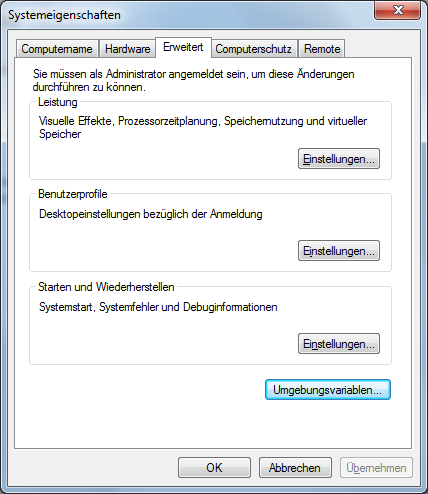 Systemeigenschaften
Computername Hardware Erweitert Computerschutz Remote
Sie müssen als Administrator angemeldet sein, um diese Änderungen
durchführen zu können.
Leistung
Visuelle Effekte, Prozessorzeitplanung, Speichernutzung und virtueller
Speicher
Einstellungen...
Benutzerprofile
Desktopeinstellungen bezüglich der Anmeldung
Einstellungen...
Starten und Wiederherstellen
Systemstart, Systemfehler und Debuginformationen
Einstellungen...
Umgebungsvariablen...
OK Abbrechen Übernehmen